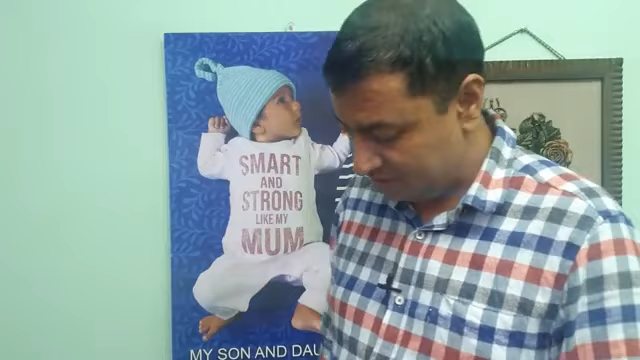 SMART
AND
STRONG
LIKE MY
MUM
MY SON AND DAU